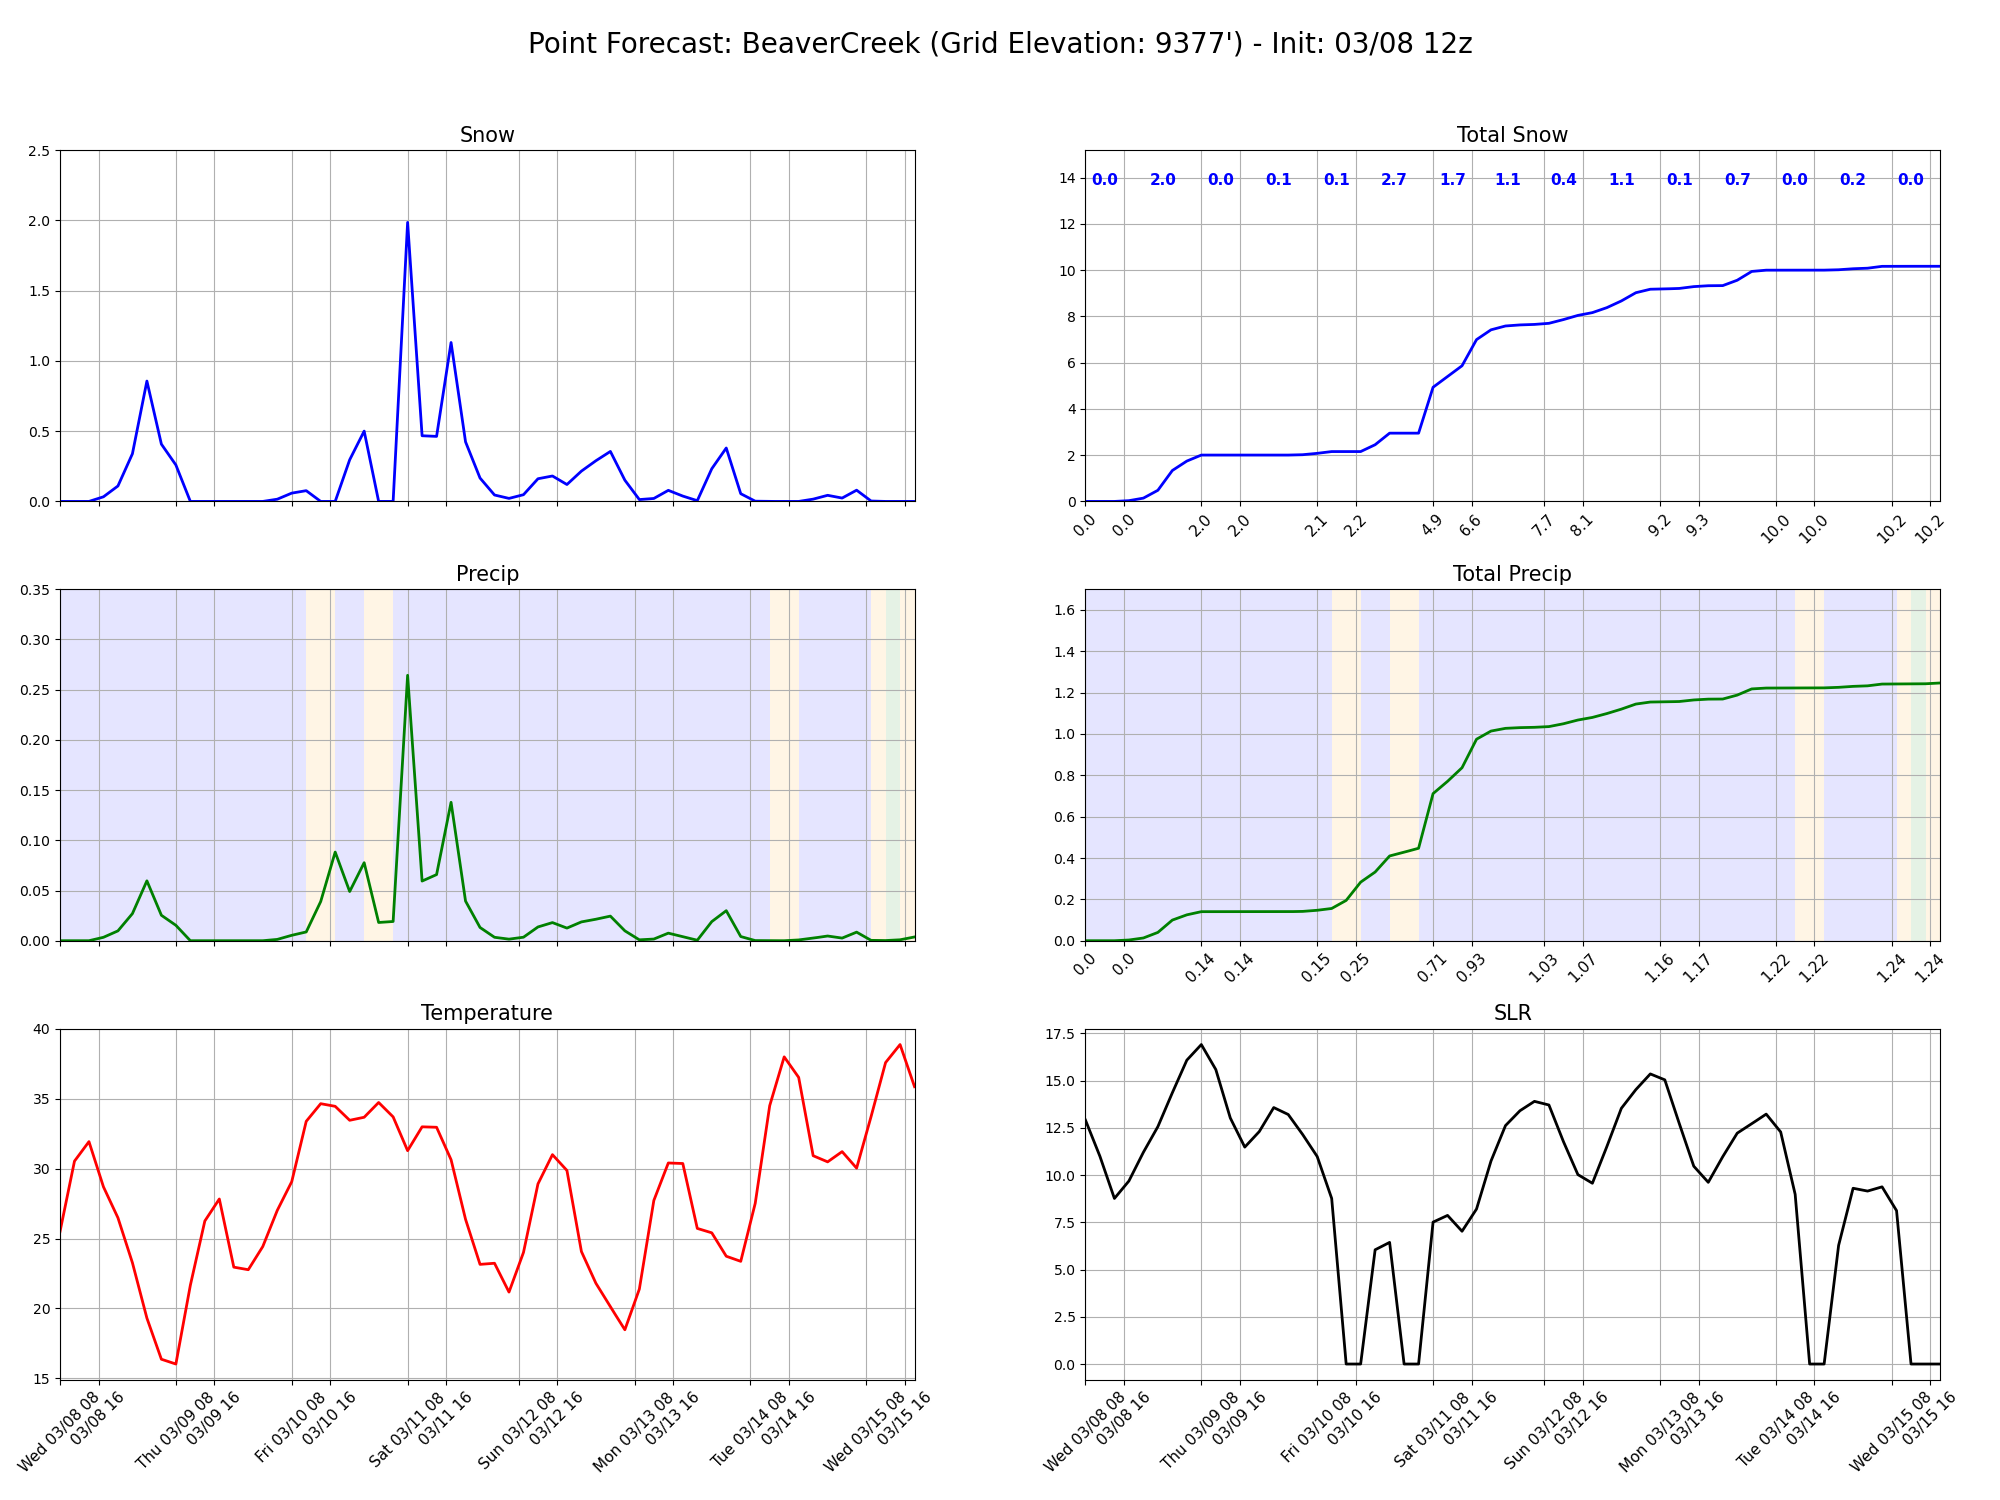 Point Forecast: BeaverCreek (Grid Elevation: 9377') - Init: 03/08 12z
Snow
2.5
2.0
1.5
1.0
0.5
0.0
Total Snow
14
12
10
8
6
4
2
0
0.0 2.0 0.0 0.1 0.1 2.7 1.7 1.1 0.4 1.1 0.1 0.7 0.0 0.2 0.0
0.0 0.0 2.0 2.0 2.1 2.2 4.9 6.6 7.7 8.1 9.2 9.3 10.0 10.0 10.2 10.2
Precip
0.35
0.30
0.25
0.20
0.15
0.10
0.05
0.00
Total Precip
1.6
1.4
1.2
1.0
0.8
0.6
0.4
0.2
0.0
0.0 0.0 0.14 0.14 0.15 0.25 0.71 0.93 1.03 1.07 1.16 1.17 1.22 1.22 1.24 1.24
Temperature
40
35
30
25
20
15
Wed 03/08 08
03/08 16
Thu 03/09 08
03/09 16
Fri 03/10 08
03/10 16
Sat 03/11 08
03/11 16
Sun 03/12 08
03/12 16
Mon 03/13 08
03/13 16
Tue 03/14 08
03/14 16
Wed 03/15 08
03/15 16
SLR
17.5
15.0
12.5
10.0
7.5
5.0
2.5
0.0
Wed 03/08 08
03/08 16
Thu 03/09 08
03/09 16
Fri 03/10 08
03/10 16
Sat 03/11 08
03/11 16
Sun 03/12 08
03/12 16
Mon 03/13 08
03/13 16
Tue 03/14 08
03/14 16
Wed 03/15 08
03/15 16